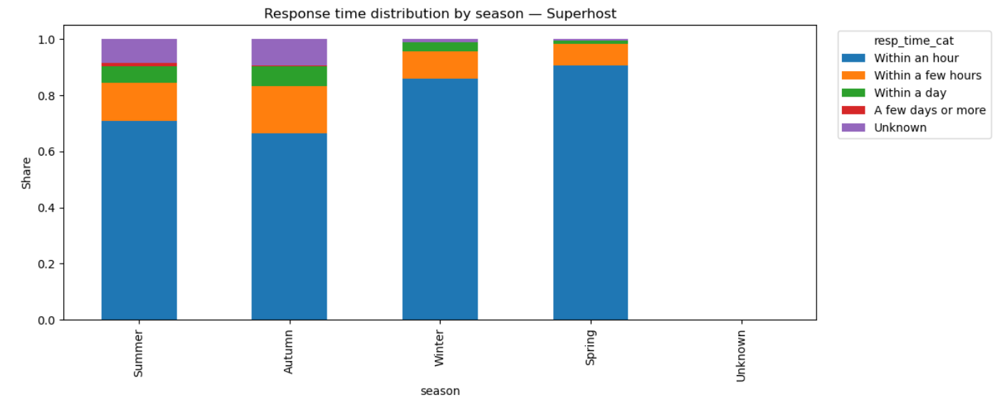 Response time distribution by season — Superhost
Share
1.0
0.8
0.6
0.4
0.2
0.0
Summer
Autumn
Winter
Spring
Unknown
season
resp_time_cat
Within an hour
Within a few hours
Within a day
A few days or more
Unknown